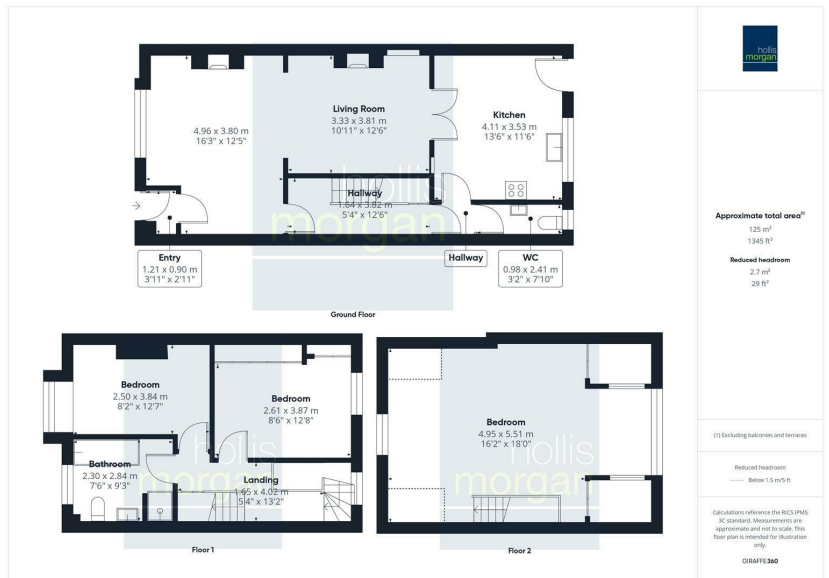 4.96 x 3.80 m
16'3" x 12'5"
Living Room
3.33 x 3.81 m
10'11" x 12'6"
Kitchen
4.11 x 3.53 m
13'6" x 11'6"
Hallway
1.64 x 3.82 m
5'4" x 12'6"
hollis
morgan
Entry
1.21 x 0.90 m
3'11" x 2'11"
Hallway
WC
0.98 x 2.41 m
3'2" x 7'10"
Ground Floor
Bedroom
2.50 x 3.84 m
8'2" x 12'7"
Bedroom
2.61 x 3.87 m
8'6" x 12'8"
Bathroom
2.30 x 2.84 m
7'6" x 9'3"
Landing
1.65 x 4.02 m
5'4" x 13'2"
hollis
morgan
Floor 1
Bedroom
4.95 x 5.51 m
16'2" x 18'0"
hollis
morgan
Floor 2
hollis
morgan
Approximate total area(1)
125 m²
1345 ft²
Reduced headroom
2.7 m²
29 ft²
(1) Excluding balconies and terraces
Reduced headroom
Below 1.5 m/5 ft
Calculations reference the RICS IPMS
3C standard. Measurements are
approximate and not to scale. This
floor plan is intended for illustration
only.
GIRAFFE360